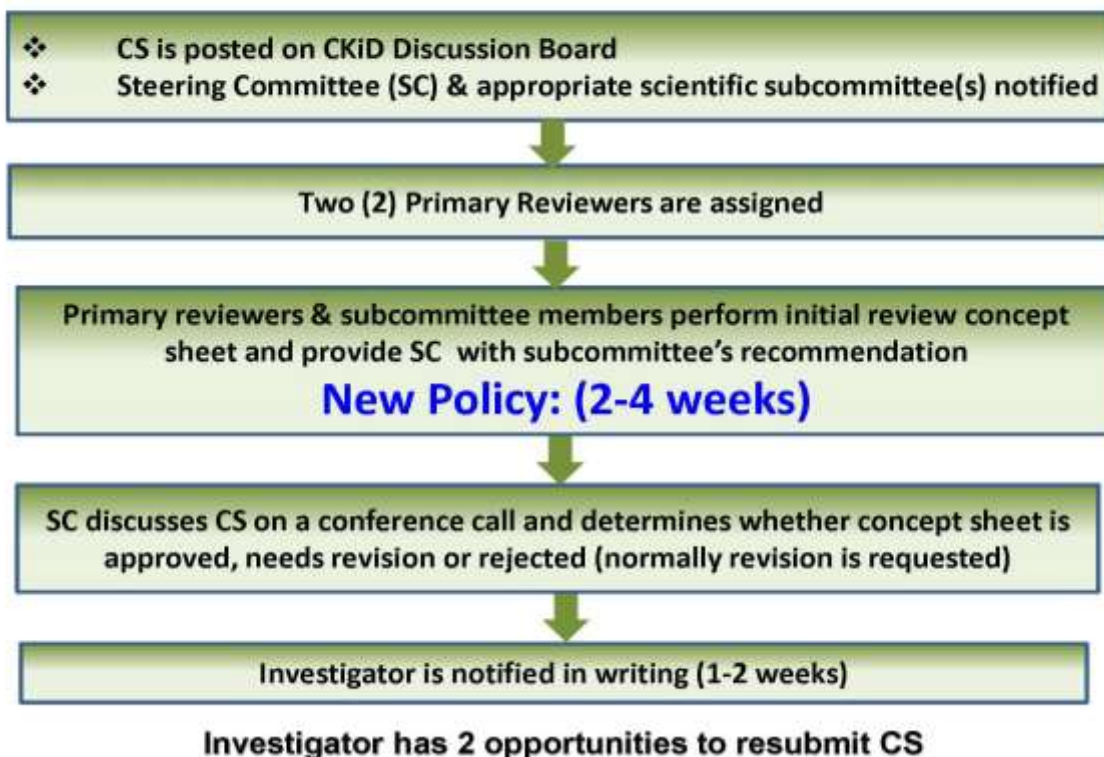 ❖ CS is posted on CKiD Discussion Board
❖ Steering Committee (SC) & appropriate scientific subcommittee(s) notified
Two (2) Primary Reviewers are assigned
Primary reviewers & subcommittee members perform initial review concept
sheet and provide SC with subcommittee's recommendation
New Policy: (2-4 weeks)
SC discusses CS on a conference call and determines whether concept sheet is
approved, needs revision or rejected (normally revision is requested)
Investigator is notified in writing (1-2 weeks)
Investigator has 2 opportunities to resubmit CS